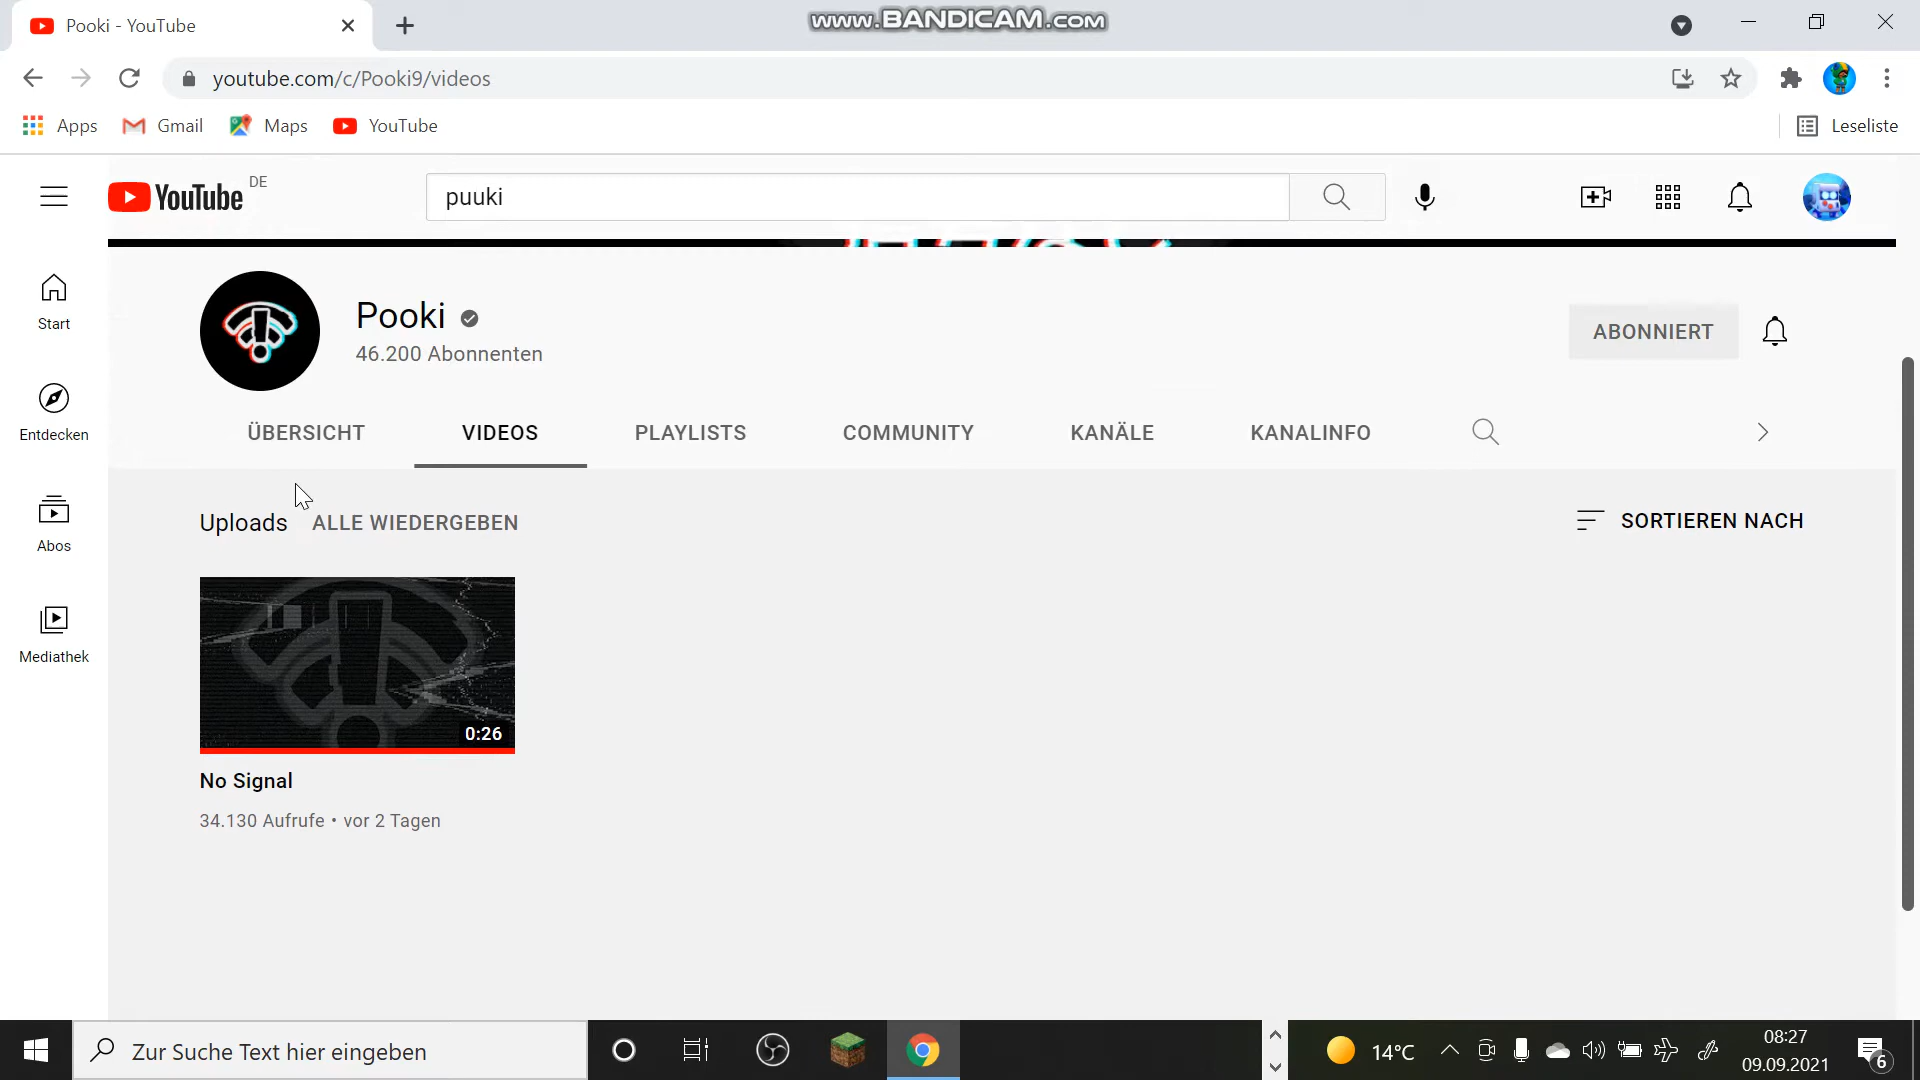 Pooki - YouTube
www.BANDICAM.com
youtube.com/c/Pooki9/videos
Apps
Gmail
Maps
YouTube
Leseliste
YouTube DE
puuki
Start
Entdecken
Abos
Mediathek
Pooki
46.200 Abonnenten
ABONNIERT
ÜBERSICHT
VIDEOS
PLAYLISTS
COMMUNITY
KANÄLE
KANALINFO
Uploads
ALLE WIEDERGEBEN
SORTIEREN NACH
0:26
No Signal
34.130 Aufrufe • vor 2 Tagen
Zur Suche Text hier eingeben
14°C
08:27
09.09.2021
6